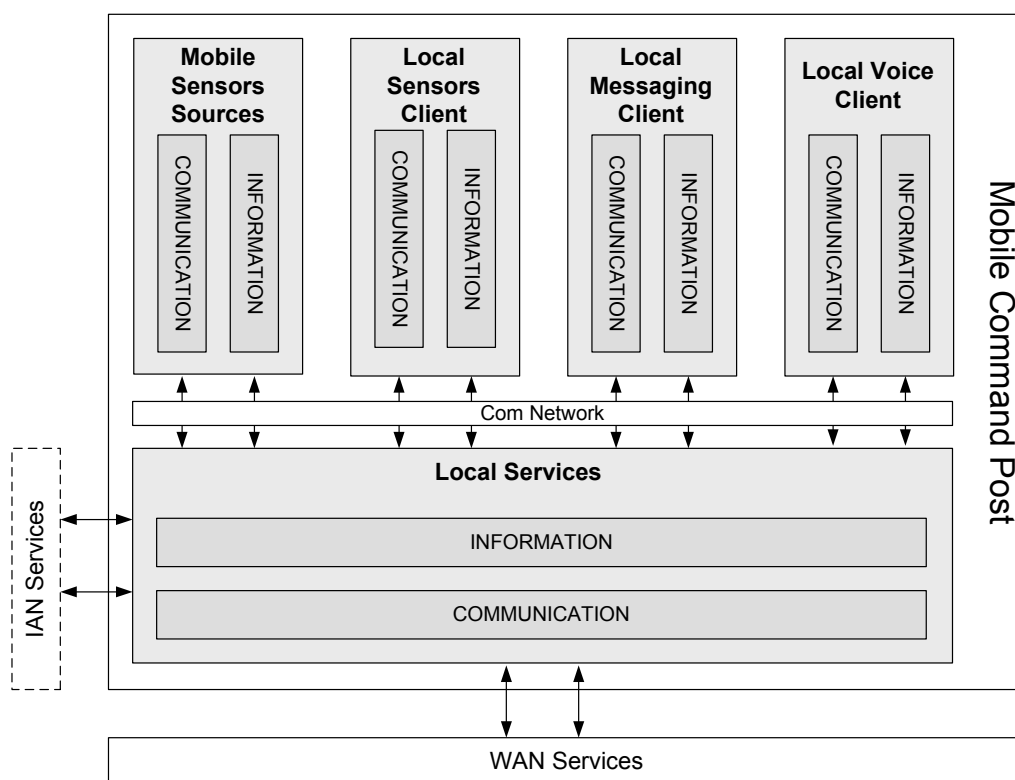 Mobile
Sensors
Sources
COMMUNICATION
INFORMATION
Local
Sensors
Client
COMMUNICATION
INFORMATION
Local
Messaging
Client
COMMUNICATION
INFORMATION
Local Voice
Client
COMMUNICATION
INFORMATION
Mobile Command Post
Com Network
Local Services
INFORMATION
COMMUNICATION
IAN Services
WAN Services